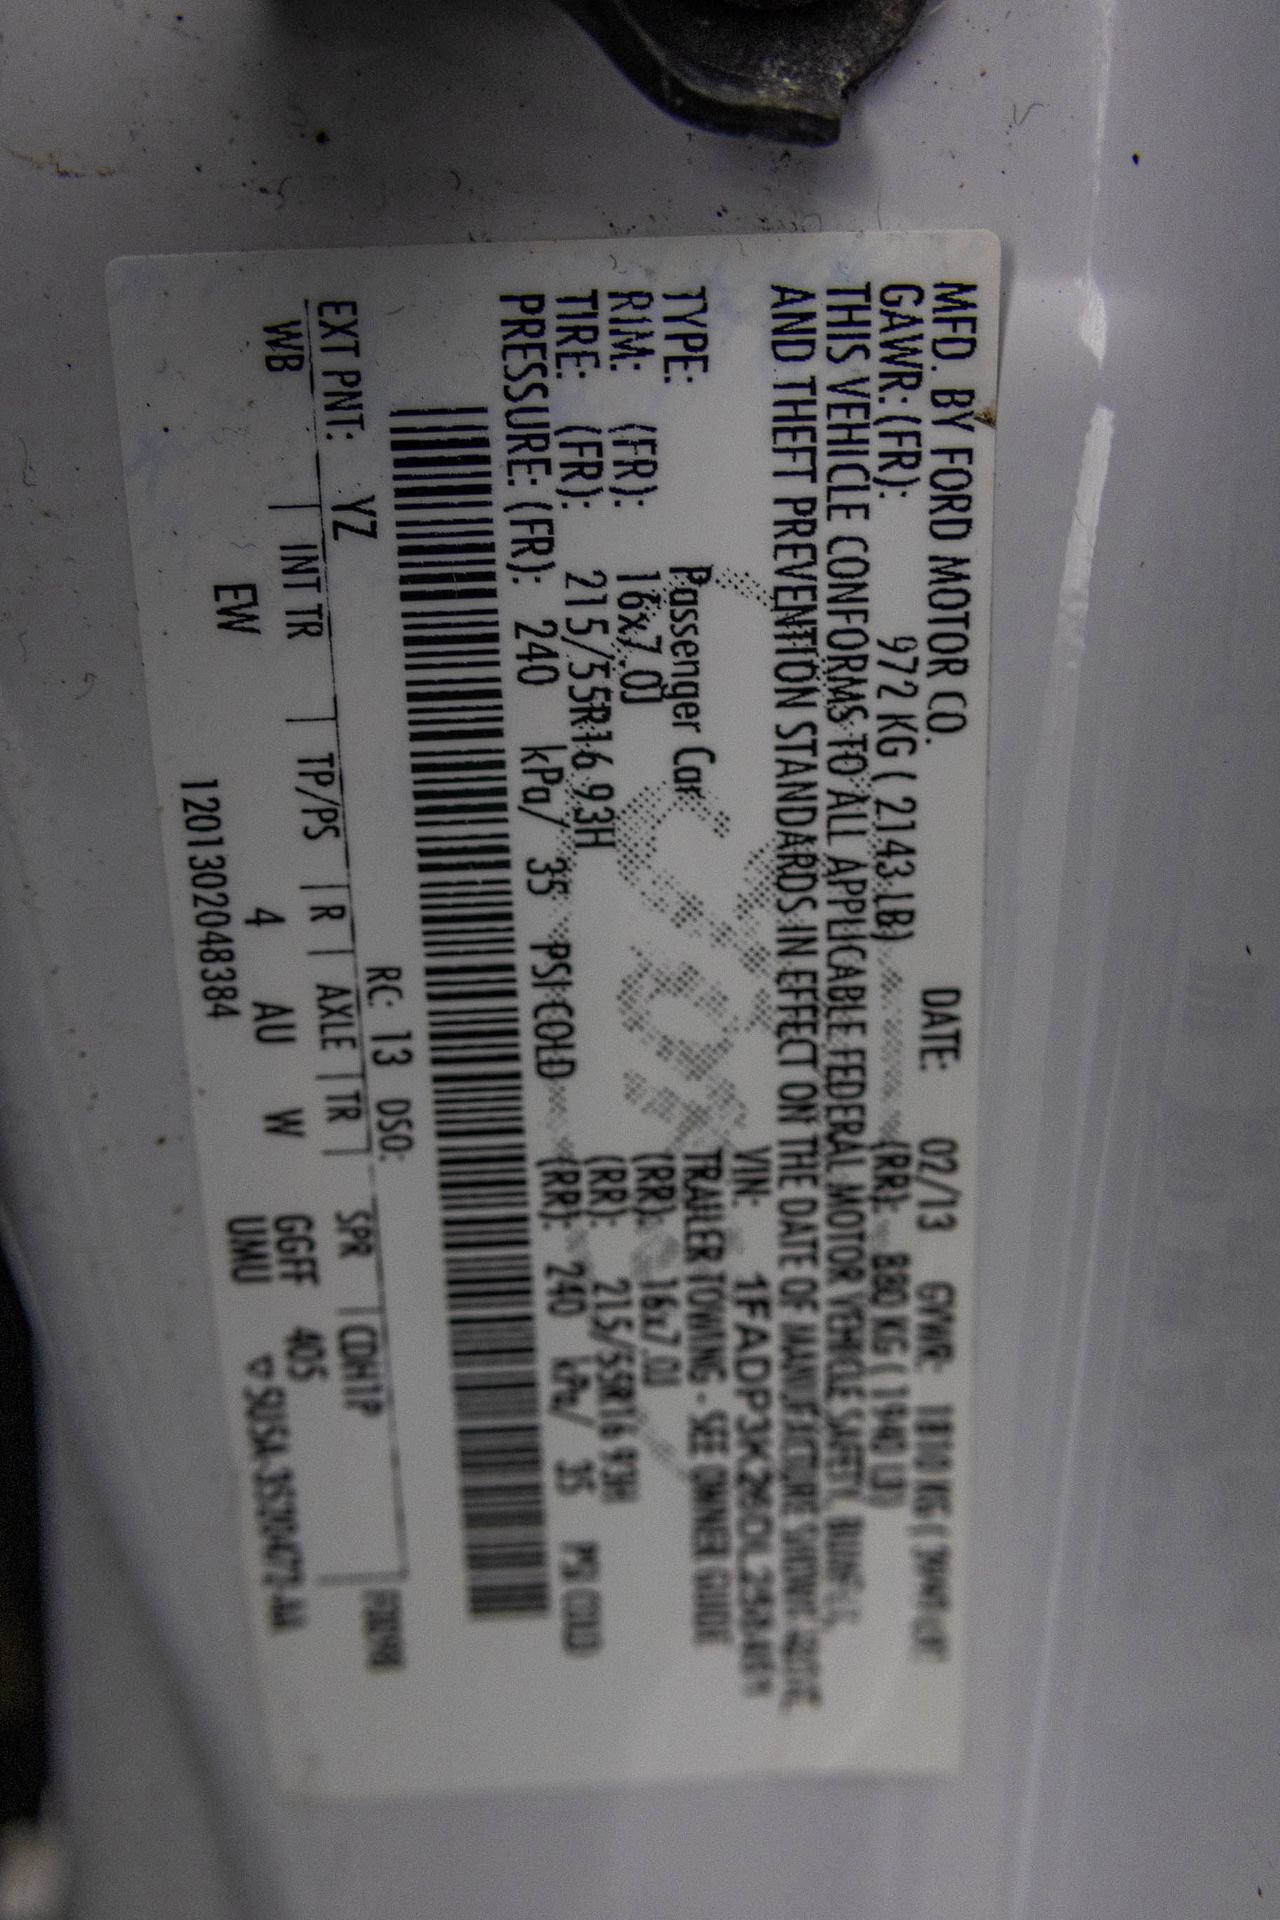 MFD. BY FORD MOTOR CO. DATE: 02/13 GVWR: 1810 KG (
GAWR: (FR): 972 KG ( 2143 LB) (RR): 880 KG ( 1940 LB)
THIS VEHICLE CONFORMS TO ALL APPLICABLE FEDERAL MOTOR VEHICLE SAFETY, BUMPER,
AND THEFT PREVENTION STANDARDS IN EFFECT ON THE DATE OF MANUFACTURE SHOWN ABOVE
VIN:
TYPE: Passenger Car TRAILER TOWING - SEE OWNER GUIDE
RIM: (FR): 16x7.0J (RR): 16x7.0J
TIRE: (FR): 215/55R16 93H (RR): 215/55R16 93H
PRESSURE: (FR): 240 kPa/ 35 PSI COLD (RR): 240 kPa/ 35 PSI COLD
EXT PNT: YZ RC: 13 DSO:
WB | INT TR | TP/PS | R | AXLE | TR | SPR | CDH1P
EW 4 AU W GGFF 405
1201302048384 UMU